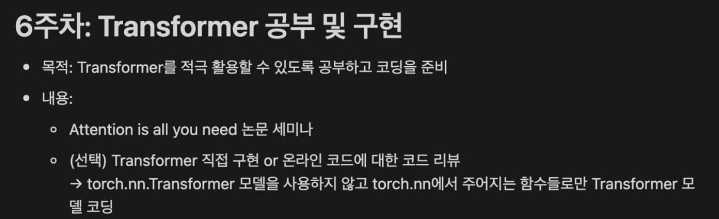 6주차: Transformer 공부 및 구현
• 목적: Transformer를 적극 활용할 수 있도록 공부하고 코딩을 준비
• 내용:
◦ Attention is all you need 논문 세미나
◦ (선택) Transformer 직접 구현 or 온라인 코드에 대한 코드 리뷰
→ torch.nn.Transformer 모델을 사용하지 않고 torch.nn에서 주어지는 함수들로만 Transformer 모
델 코딩